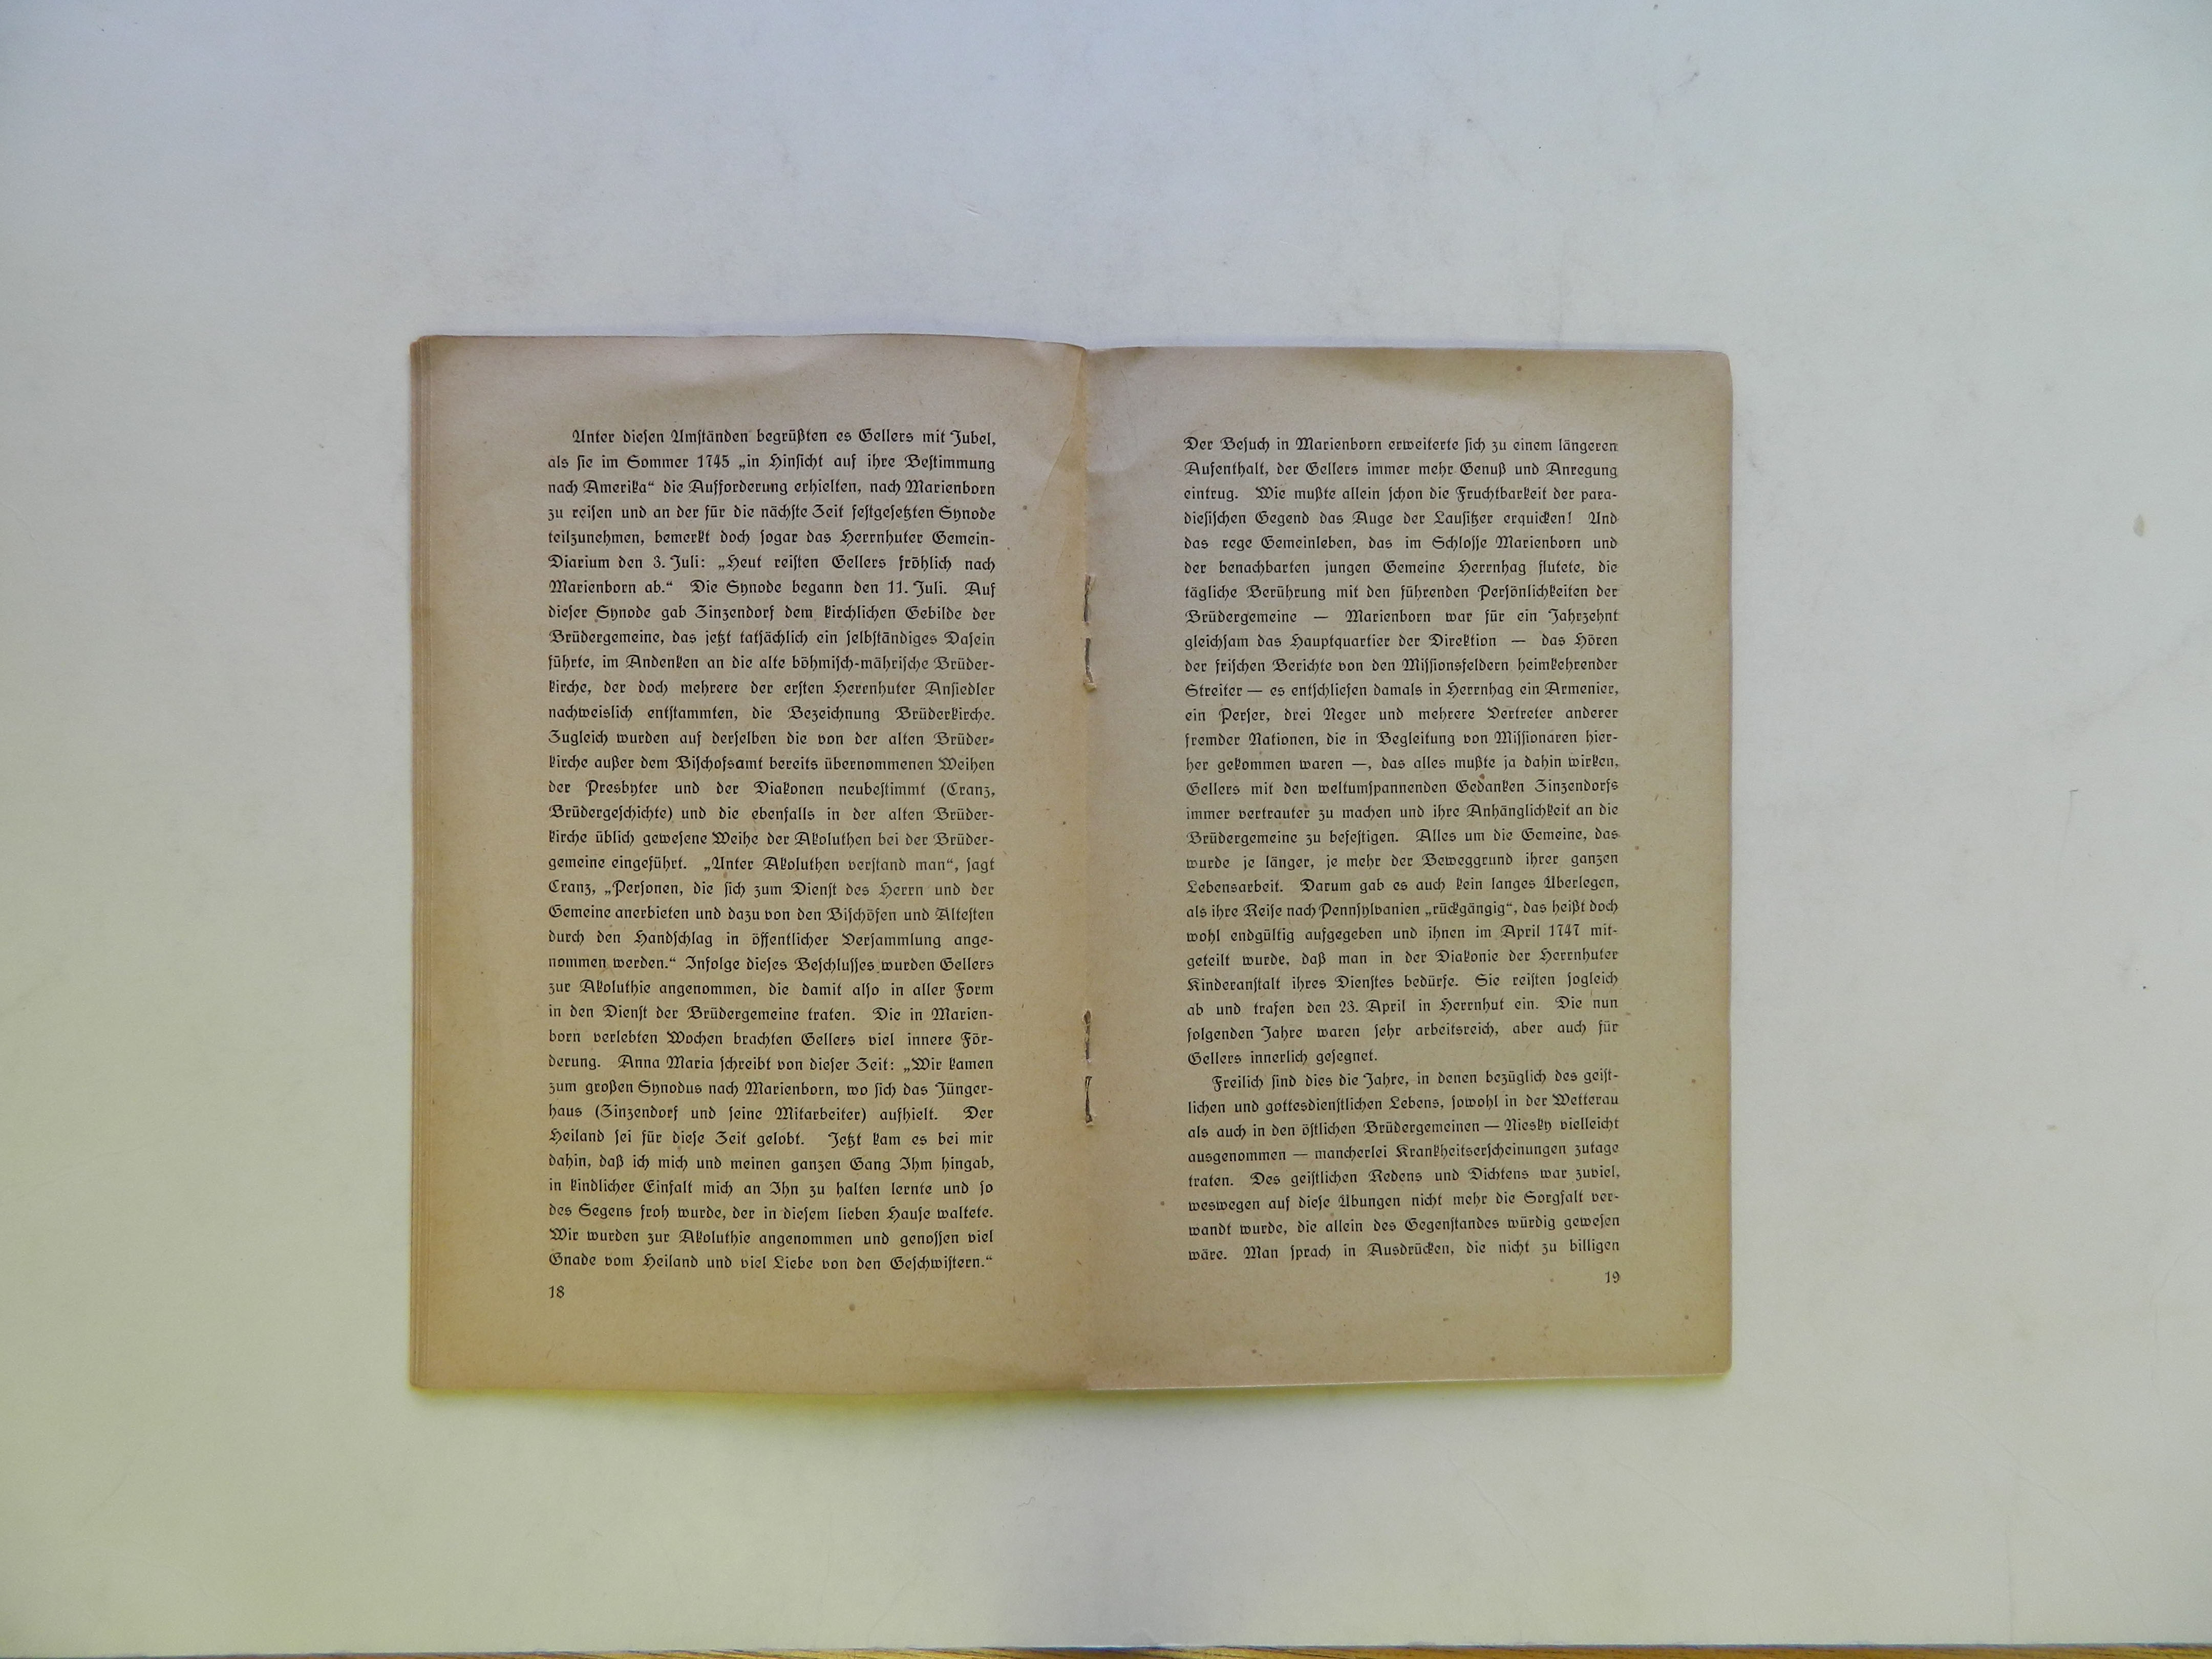 Unter diesen Umständen begrüßten es Gellers mit Jubel,
als sie im Sommer 1745 „in Hinsicht auf ihre Bestimmung
nach Amerika“ die Aufforderung erhielten, nach Marienborn
zu reisen und an der für die nächste Zeit festgesetzten Synode
teilzunehmen, bemerkt doch sogar das Herrnhuter Gemein-
Diarium den 3. Juli: „Heut reisten Gellers fröhlich nach
Marienborn ab.“ Die Synode begann den 11. Juli. Auf
dieser Synode gab Zinzendorf dem kirchlichen Gebilde der
Brüdergemeine, das jetzt tatsächlich ein selbständiges Dasein
führte, im Andenken an die alte böhmisch-mährische Brüder-
kirche, der doch mehrere der ersten Herrnhuter Ansiedler
nachweislich entstammten, die Bezeichnung Brüderkirche.
Zugleich wurden auf derselben die von der alten Brüder-
kirche außer dem Bischofsamt bereits übernommenen Weihen
der Presbyter und der Diakonen neubestimmt (Cranz,
Brüdergeschichte) und die ebenfalls in der alten Brüder-
kirche üblich gewesene Weihe der Akoluthen bei der Brüder-
gemeine eingeführt. „Unter Akoluthen verstand man“, sagt
Cranz, „Personen, die sich zum Dienst des Herrn und der
Gemeine anerbieten und dazu von den Bischöfen und Ältesten
durch den Handschlag in öffentlicher Versammlung ange-
nommen werden.“ Infolge dieses Beschlusses wurden Gellers
zur Akoluthie angenommen, die damit also in aller Form
in den Dienst der Brüdergemeine traten. Die in Marien-
born verlebten Wochen brachten Gellers viel innere För-
derung. Anna Maria schreibt von dieser Zeit: „Wir kamen
zum großen Synodus nach Marienborn, wo sich das Jünger-
haus (Zinzendorf und seine Mitarbeiter) aufhielt. Der
Heiland sei für diese Zeit gelobt. Jetzt kam es bei mir
dahin, daß ich mich und meinen ganzen Gang Ihm hingab,
in kindlicher Einfalt mich an Ihn zu halten lernte und so
des Segens froh wurde, der in diesem lieben Hause waltete.
Wir wurden zur Akoluthie angenommen und genossen viel
Gnade vom Heiland und viel Liebe von den Geschwistern.“
18
Der Besuch in Marienborn erweiterte sich zu einem längeren
Aufenthalt, der Gellers immer mehr Genuß und Anregung
eintrug. Wie mußte allein schon die Fruchtbarkeit der para-
diesischen Gegend das Auge der Lausitzer erquicken! Und
das rege Gemeinleben, das im Schlosse Marienborn und
der benachbarten jungen Gemeine Herrnhag flutete, die
tägliche Berührung mit den führenden Persönlichkeiten der
Brüdergemeine — Marienborn war für ein Jahrzehnt
gleichsam das Hauptquartier der Direktion — das Hören
der frischen Berichte von den Missionsfeldern heimkehrender
Streiter — es entschliefen damals in Herrnhag ein Armenier,
ein Perser, drei Neger und mehrere Vertreter anderer
fremder Nationen, die in Begleitung von Missionaren hier-
her gekommen waren —, das alles mußte ja dahin wirken,
Gellers mit den weltumspannenden Gedanken Zinzendorfs
immer vertrauter zu machen und ihre Anhänglichkeit an die
Brüdergemeine zu befestigen. Alles um die Gemeine, das
wurde je länger, je mehr der Beweggrund ihrer ganzen
Lebensarbeit. Darum gab es auch kein langes Überlegen,
als ihre Reise nach Pennsylvanien „rückgängig“, das heißt doch
wohl endgültig aufgegeben und ihnen im April 1747 mit-
geteilt wurde, daß man in der Diakonie der Herrnhuter
Kinderanstalt ihres Dienstes bedürfe. Sie reisten sogleich
ab und trafen den 23. April in Herrnhut ein. Die nun
folgenden Jahre waren sehr arbeitsreich, aber auch für
Gellers innerlich gesegnet.
Freilich sind dies die Jahre, in denen bezüglich des geist-
lichen und gottesdienstlichen Lebens, sowohl in der Wetterau
als auch in den östlichen Brüdergemeinen — Niesky vielleicht
ausgenommen — mancherlei Krankheitserscheinungen zutage
traten. Des geistlichen Redens und Dichtens war zuviel,
weswegen auf diese Übungen nicht mehr die Sorgfalt ver-
wandt wurde, die allein des Gegenstandes würdig gewesen
wäre. Man sprach in Ausdrücken, die nicht zu billigen
19